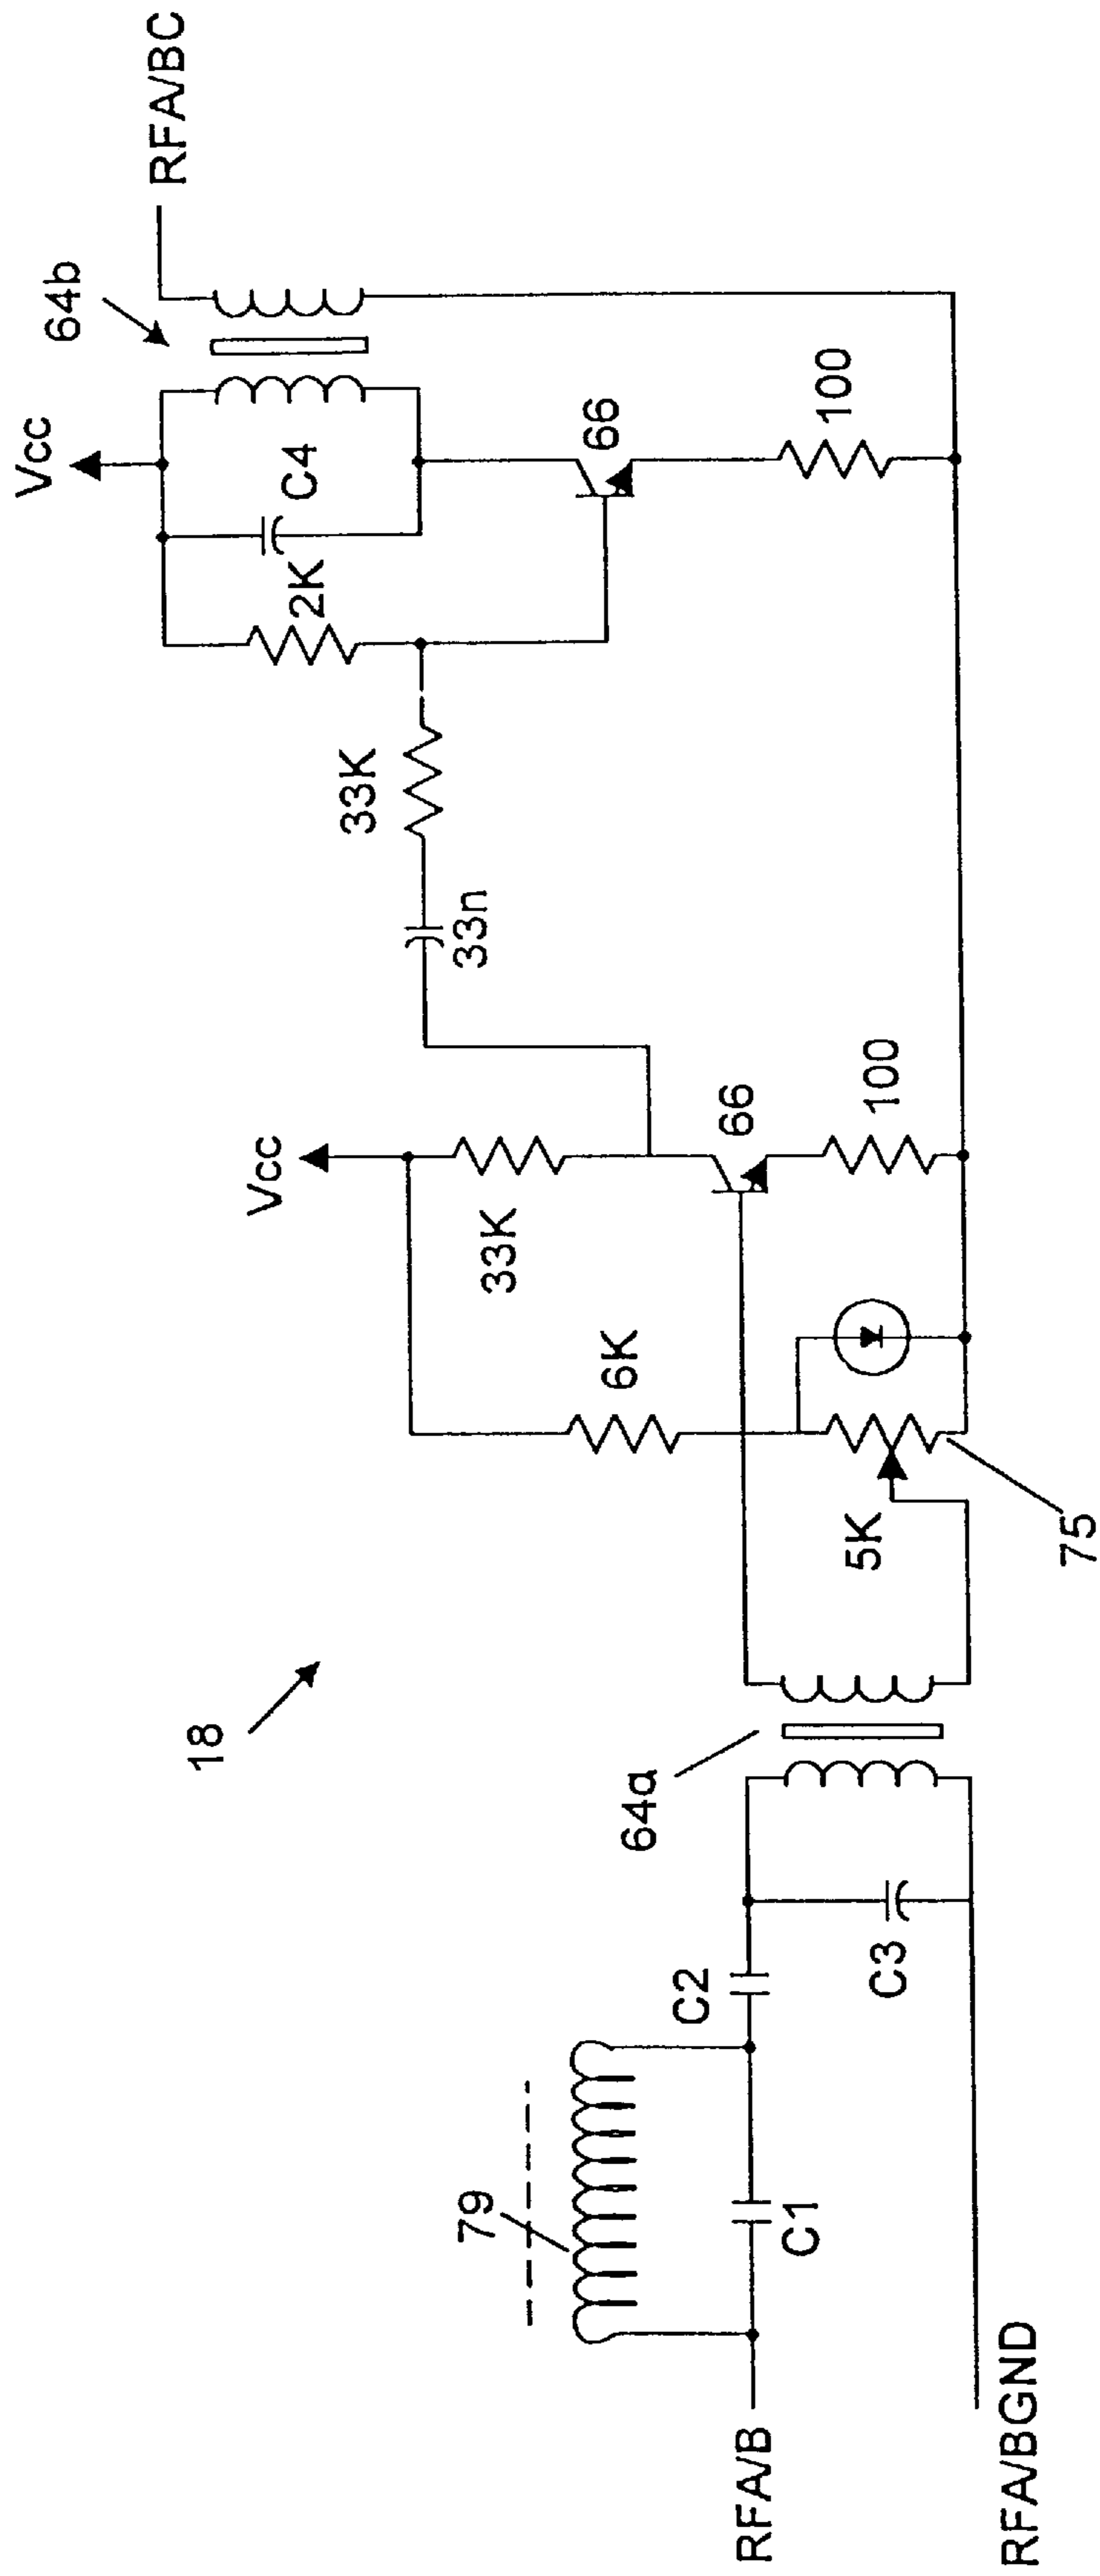 RFA/BC
64b
Vcc
C4
2K
66
100
33K
33n
Vcc
33K
66
100
6K
5K
75
18
64a
C2
C3
79
C1
RFA/B
RFA/BGND